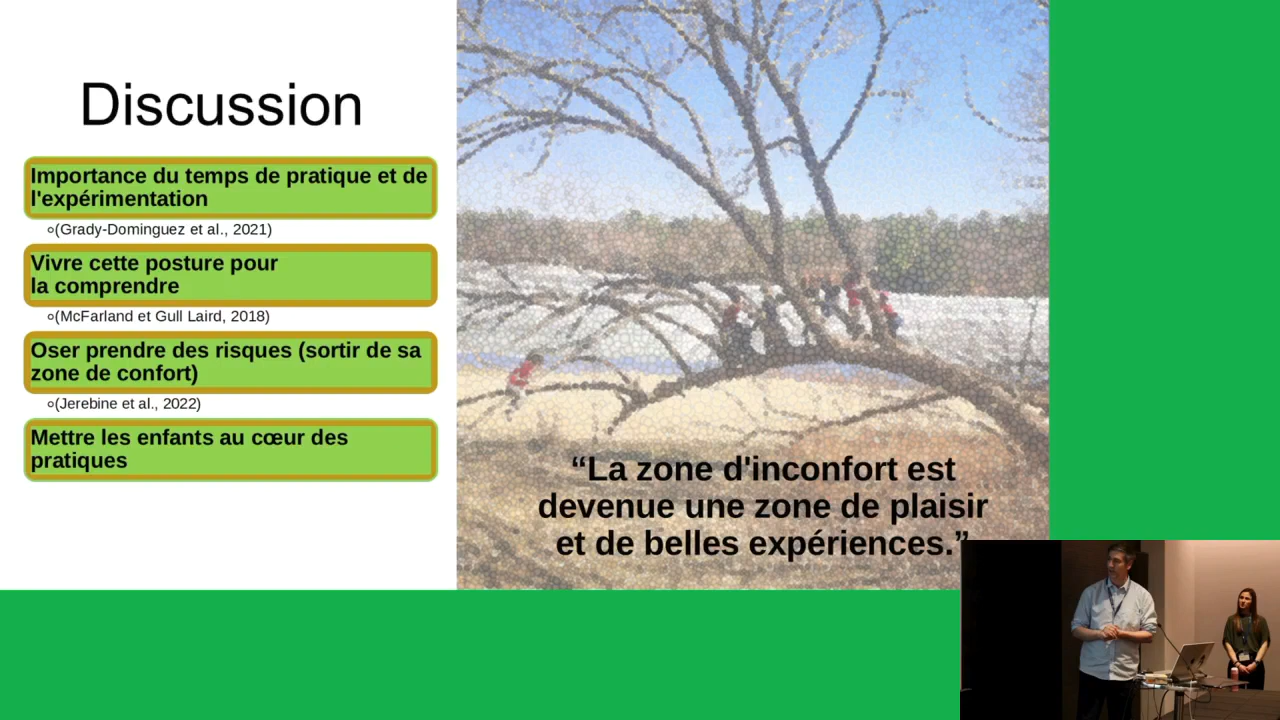 Discussion
Importance du temps de pratique et de
l'expérimentation
(Grady-Dominguez et al., 2021)
Vivre cette posture pour
la comprendre
(McFarland et Gull Laird, 2018)
Oser prendre des risques (sortir de sa
zone de confort)
(Jerebine et al., 2022)
Mettre les enfants au cœur des
pratiques
“La zone d'inconfort est
devenue une zone de plaisir
et de belles expériences.”